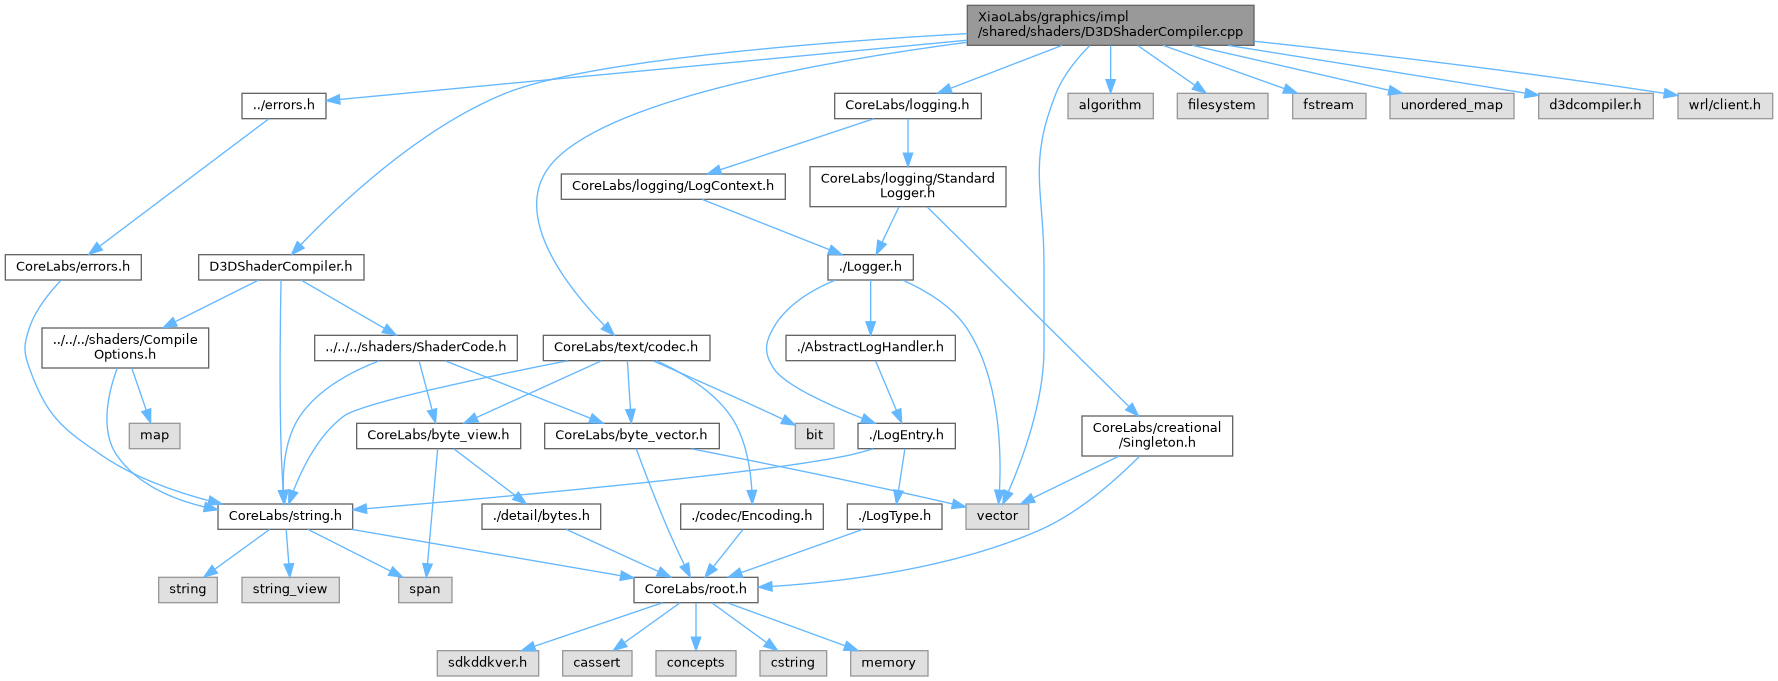 XiaoLabs/graphics/impl
/shared/shaders/D3DShaderCompiler.cpp
../errors.h
CoreLabs/logging.h
algorithm
filesystem
fstream
unordered_map
d3dcompiler.h
wrl/client.h
CoreLabs/logging/LogContext.h
CoreLabs/logging/Standard
Logger.h
CoreLabs/errors.h
D3DShaderCompiler.h
./Logger.h
../../../shaders/Compile
Options.h
../../../shaders/ShaderCode.h
CoreLabs/text/codec.h
./AbstractLogHandler.h
map
CoreLabs/byte_view.h
CoreLabs/byte_vector.h
bit
./LogEntry.h
CoreLabs/creational
/Singleton.h
CoreLabs/string.h
./detail/bytes.h
./codec/Encoding.h
./LogType.h
vector
string
string_view
span
CoreLabs/root.h
sdkddkver.h
cassert
concepts
cstring
memory